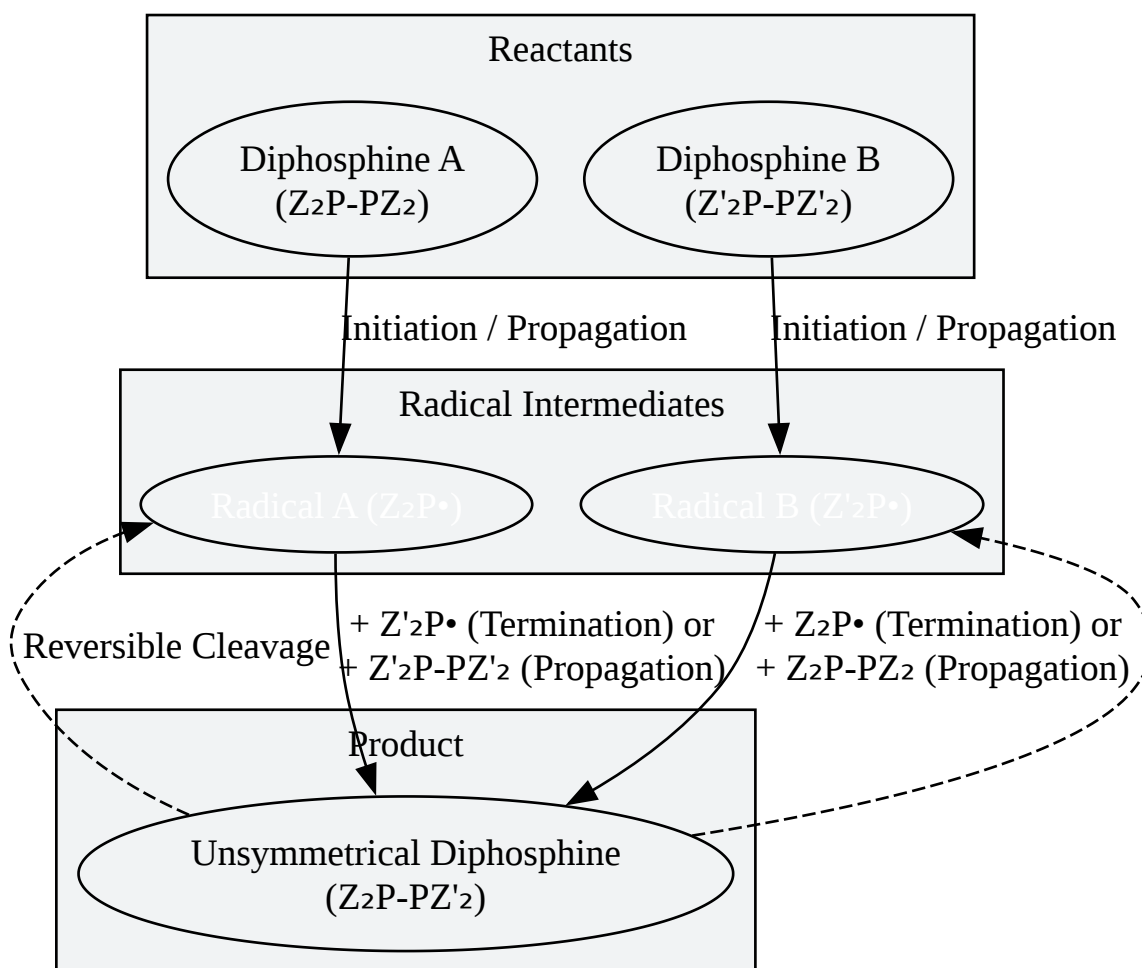 Reactants
Diphosphine A
(Z₂P-PZ₂)
Diphosphine B
(Z'₂P-PZ'₂)
Initiation / Propagation
Initiation / Propagation
Radical Intermediates
Radical A (Z₂P•)
Radical B (Z'₂P•)
Reversible Cleavage
+ Z'₂P• (Termination) or
+ Z'₂P-PZ'₂ (Propagation)
+ Z₂P• (Termination) or
+ Z₂P-PZ₂ (Propagation)
Product
Unsymmetrical Diphosphine
(Z₂P-PZ'₂)